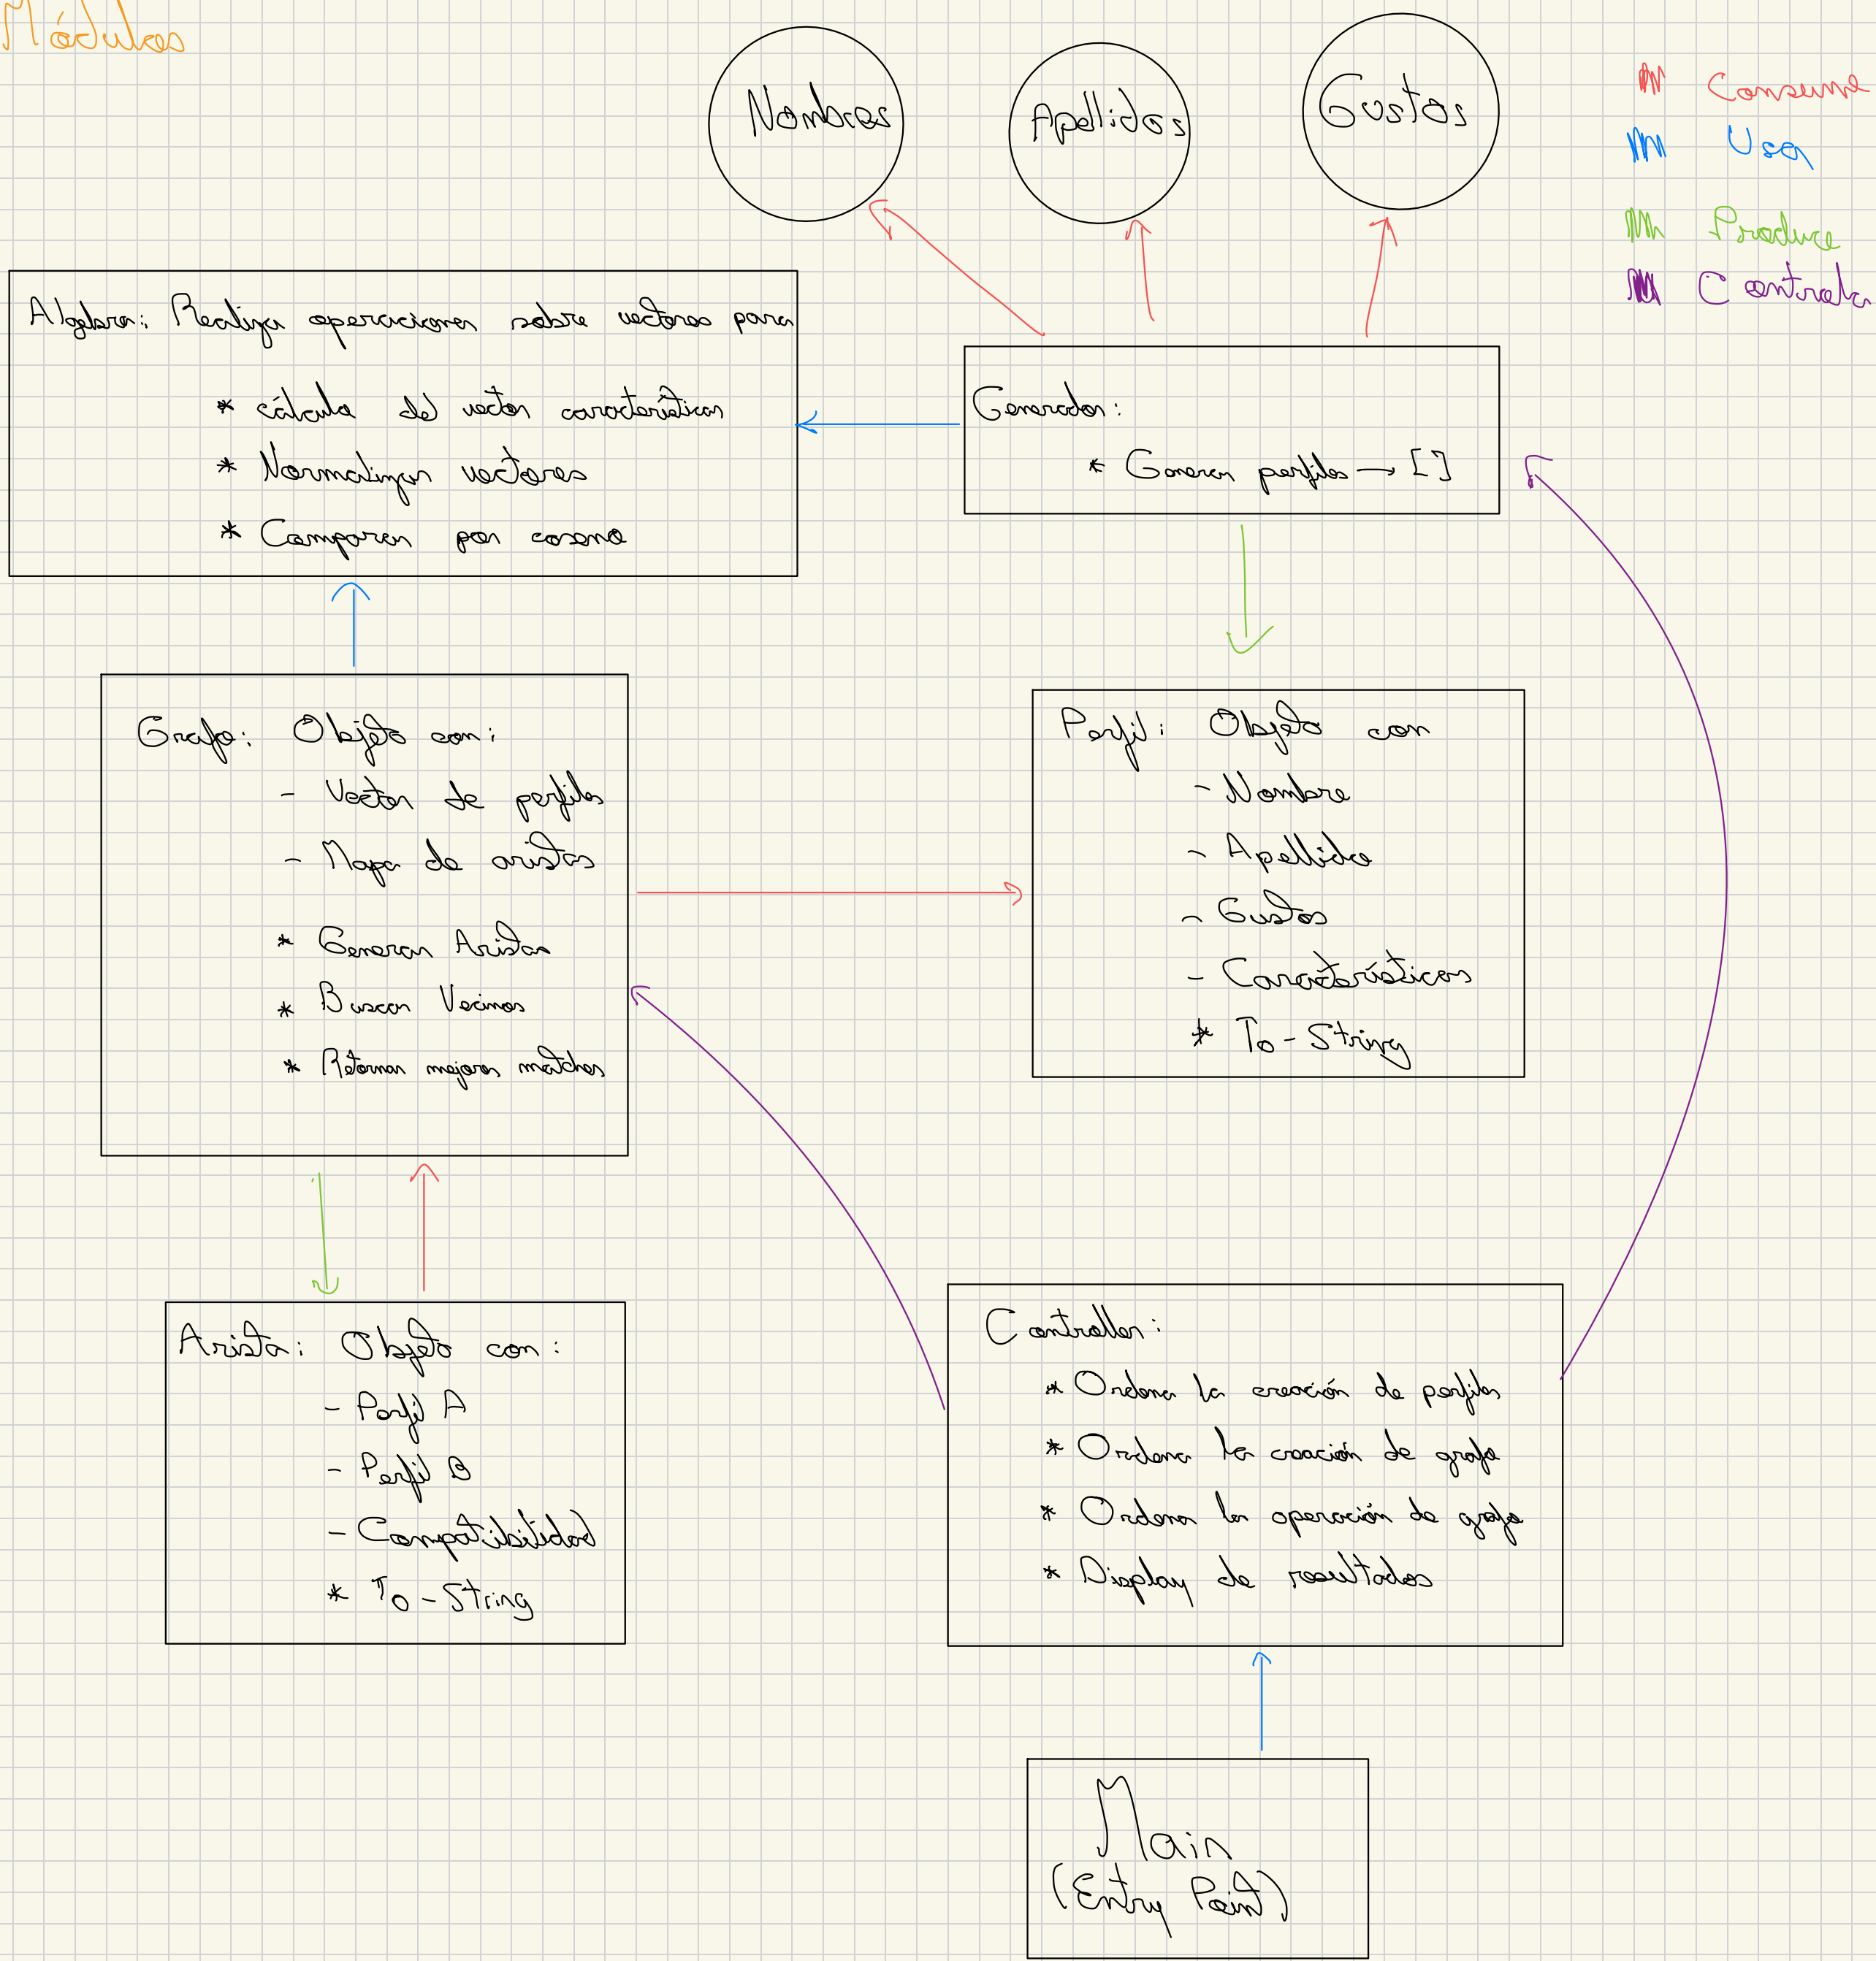 Módulos
Nombres
Apellidos
Gustos
Consume
Usa
Produce
Controla
Algebra: Realiza operaciones sobre vectores para
* cálculo del vector características
* Normalizar vectores
* Comparar por coseno
Generador:
* Generar perfiles → []
Grafo: Objeto con:
- Vector de perfiles
- Mapa de aristas
* Generar Aristas
* Buscar Vecinos
* Retornar mejores matches
Perfil: Objeto con
- Nombre
- Apellido
- Gustos
- Características
* To-String
Arista: Objeto con:
- Perfil A
- Perfil B
- Compatibilidad
* To-String
Controller:
* Ordena la creación de perfiles
* Ordena la creación de grafo
* Ordena la operación de grafo
* Display de resultados
Main
(Entry Point)